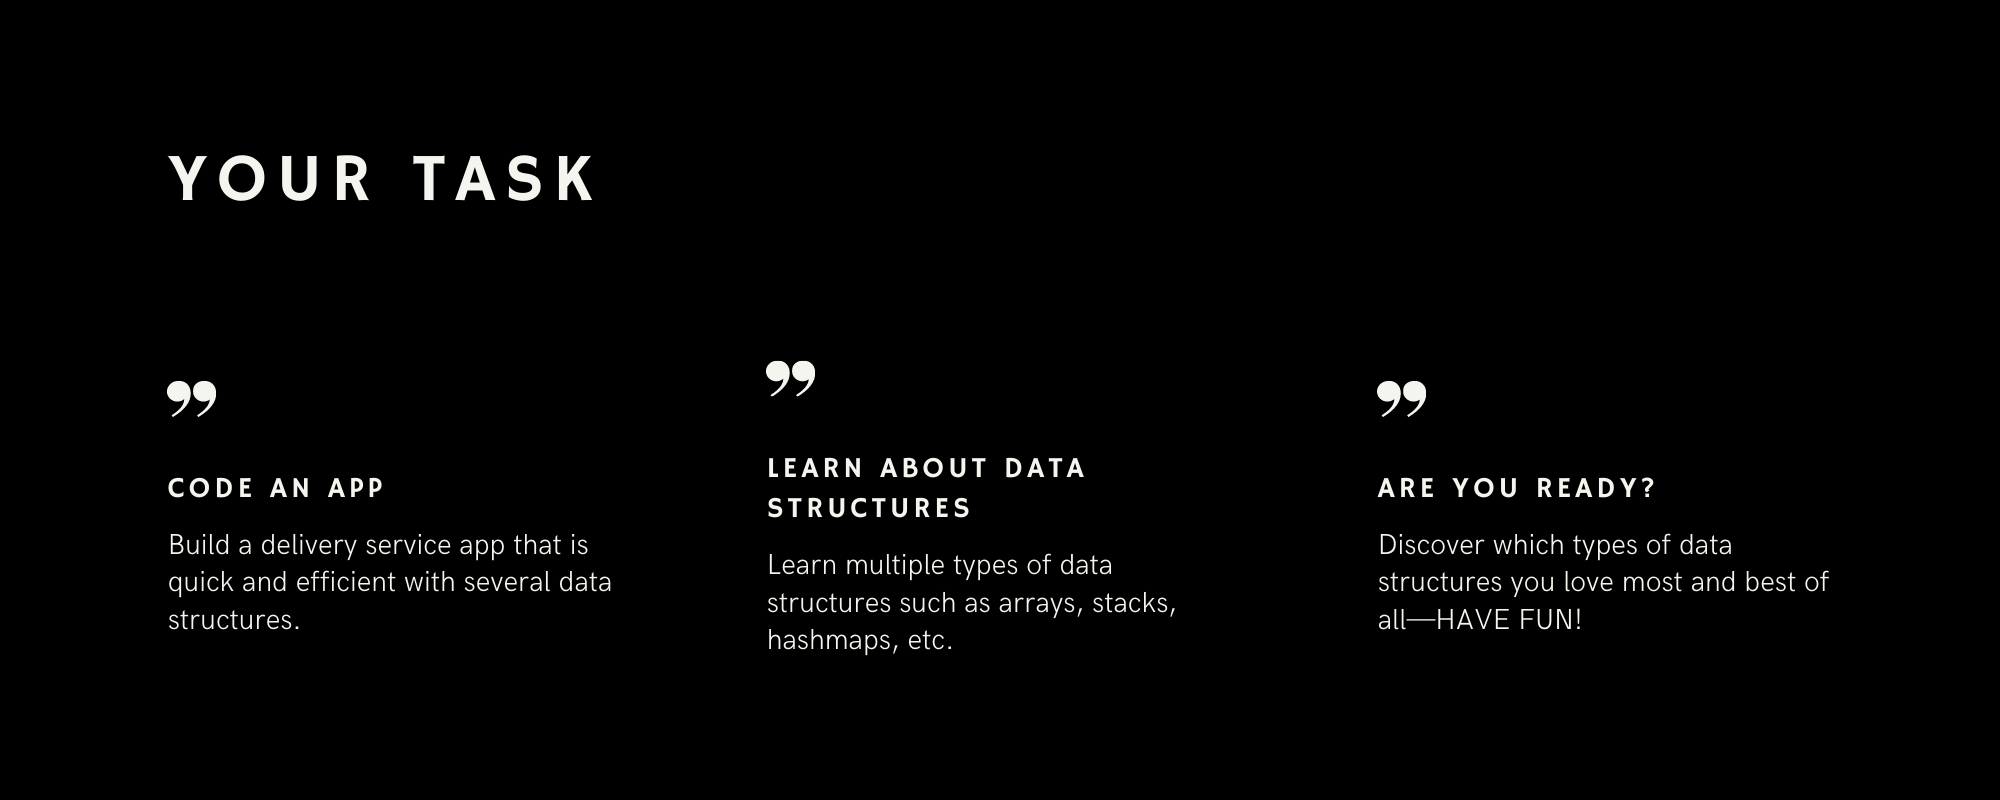 YOUR TASK
”
CODE AN APP
Build a delivery service app that is
quick and efficient with several data
structures.
”
LEARN ABOUT DATA
STRUCTURES
Learn multiple types of data
structures such as arrays, stacks,
hashmaps, etc.
”
ARE YOU READY?
Discover which types of data
structures you love most and best of
all—HAVE FUN!